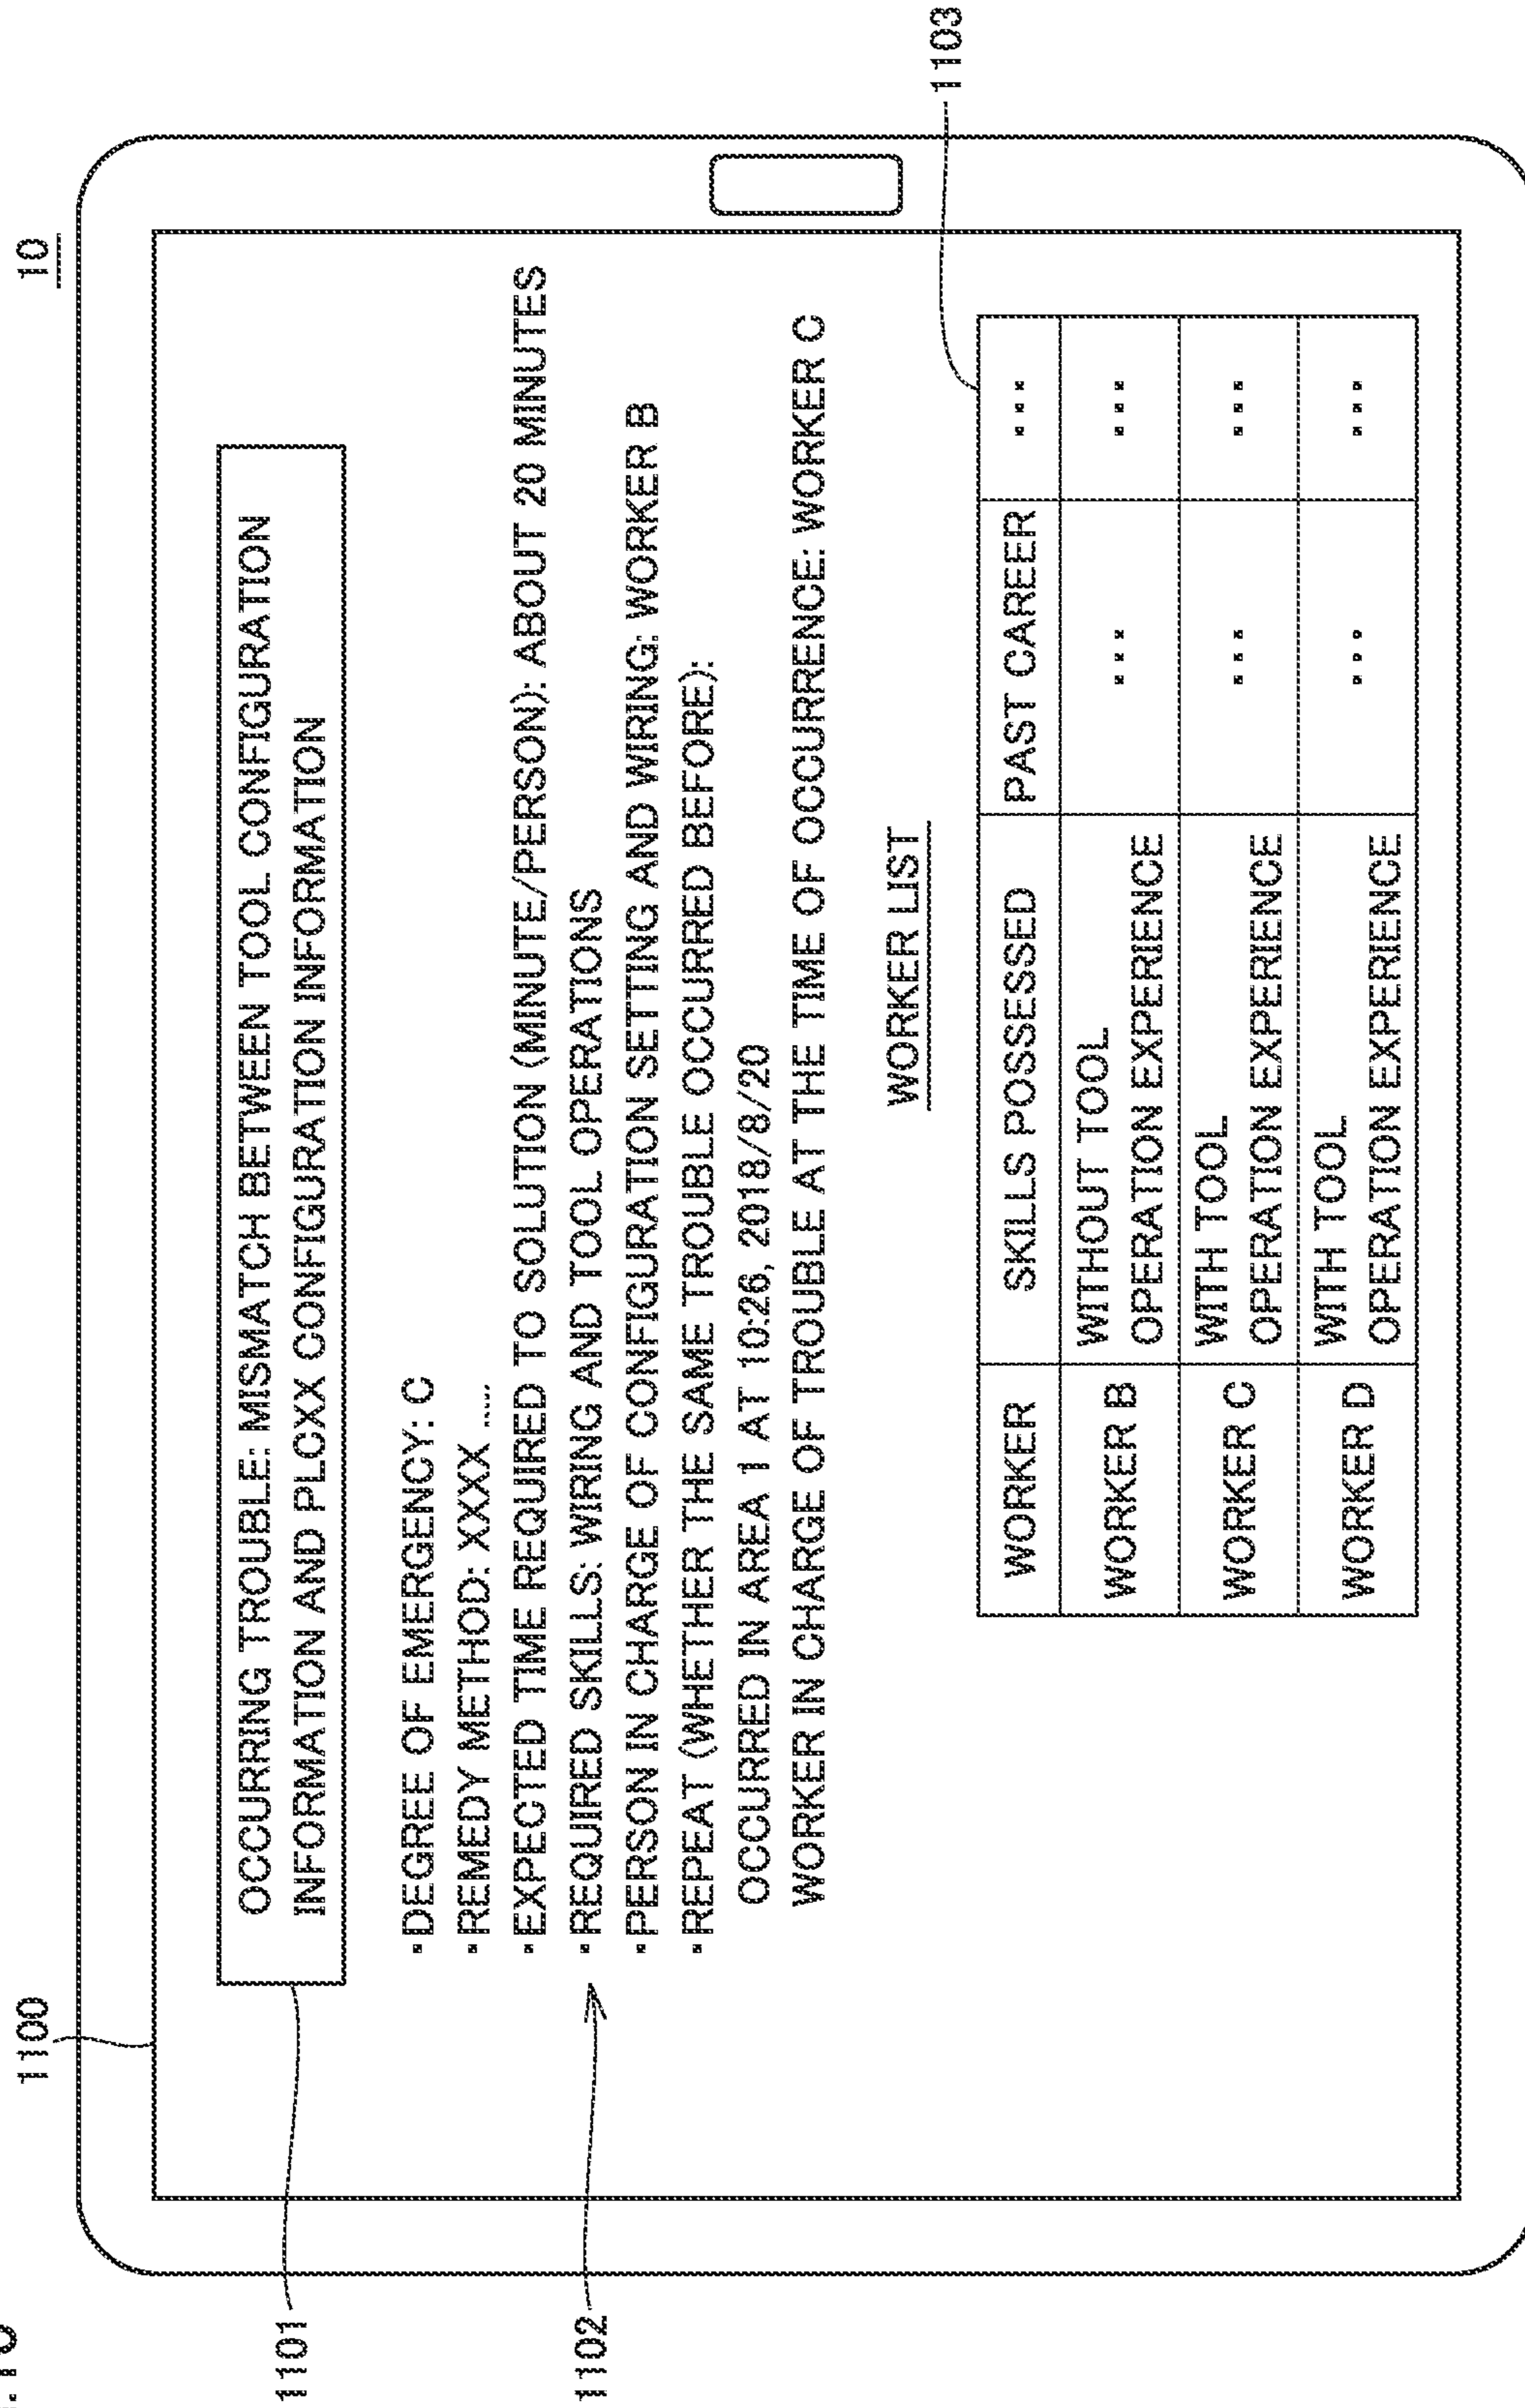 10
1100
1101
OCCURRING TROUBLE: MISMATCH BETWEEN TOOL CONFIGURATION
INFORMATION AND PLCXX CONFIGURATION INFORMATION
1102
·DEGREE OF EMERGENCY: C
·REMEDY METHOD: XXXX ....
·EXPECTED TIME REQUIRED TO SOLUTION (MINUTE/PERSON): ABOUT 20 MINUTES
·REQUIRED SKILLS: WIRING AND TOOL OPERATIONS
·PERSON IN CHARGE OF CONFIGURATION SETTING AND WIRING: WORKER B
·REPEAT (WHETHER THE SAME TROUBLE OCCURRED BEFORE):
OCCURRED IN AREA 1 AT 10:26, 2018/8/20
WORKER IN CHARGE OF TROUBLE AT THE TIME OF OCCURRENCE: WORKER C
WORKER LIST
1103
WORKER SKILLS POSSESSED PAST CAREER ...
WORKER B WITHOUT TOOL ... ...
OPERATION EXPERIENCE
WORKER C WITH TOOL ... ...
OPERATION EXPERIENCE
WORKER D WITH TOOL ... ...
OPERATION EXPERIENCE